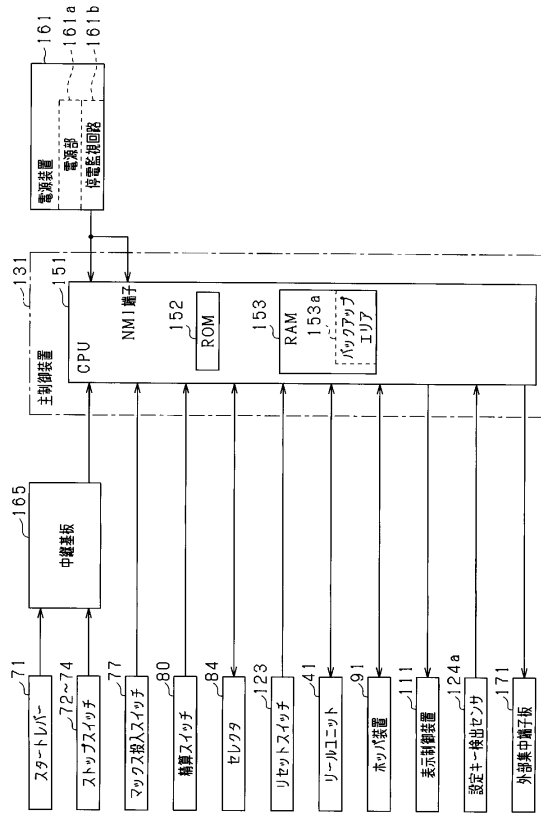 スタートレバー
71
ストップスイッチ
72~74
マックス投入スイッチ
77
精算スイッチ
80
セレクタ
84
リセットスイッチ
123
リールユニット
41
ホッパ装置
91
表示制御装置
111
設定キー検出センサ
124a
外部集中端子板
171
中継基板
165
主制御装置
131
CPU
151
NMI端子
ROM
152
RAM
153
バックアップ
エリア
153a
電源装置
161
電源部
161a
停電監視回路
161b